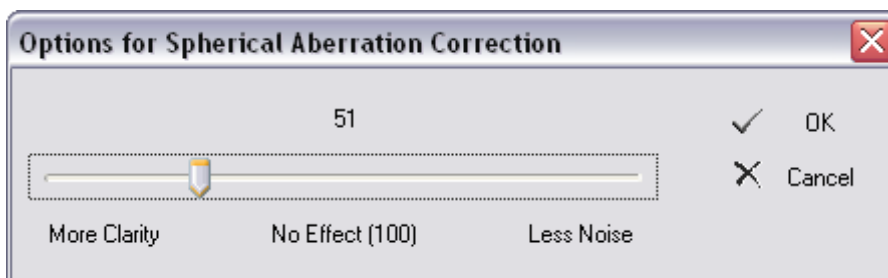 Options for Spherical Aberration Correction
51
OK
Cancel
More Clarity No Effect (100) Less Noise